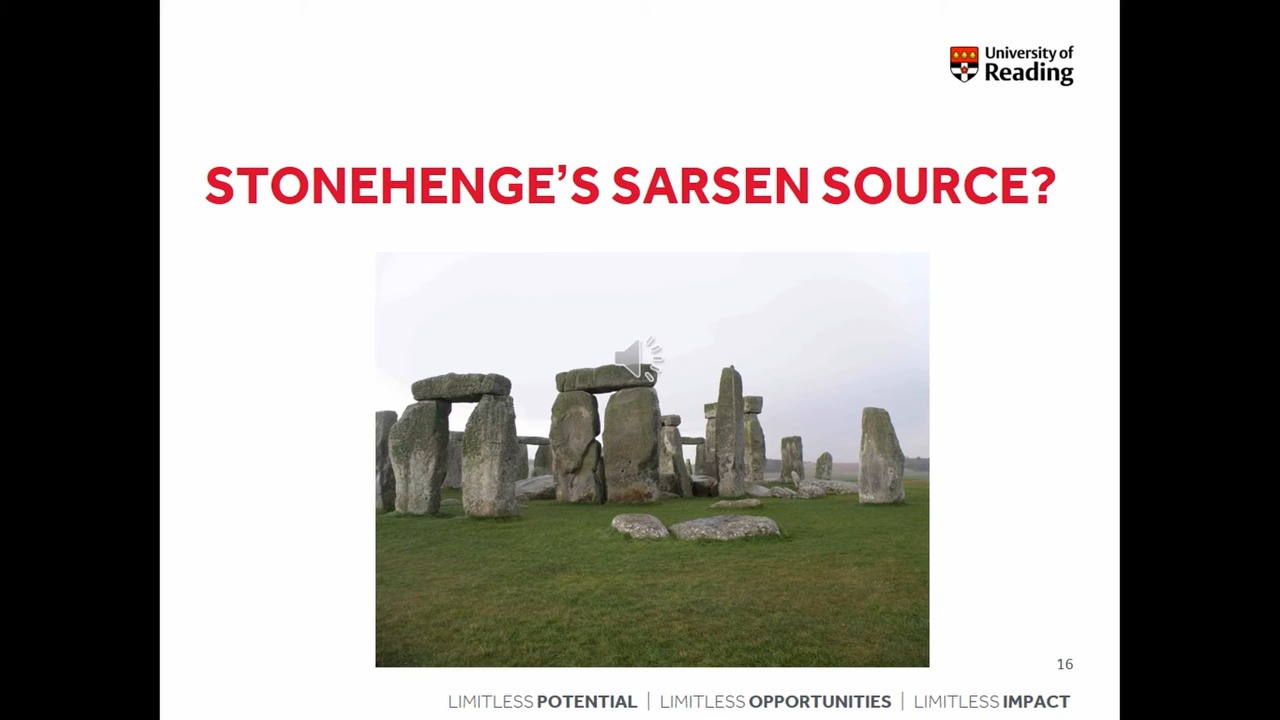 University of
Reading
STONEHENGE’S SARSEN SOURCE?
16
LIMITLESS POTENTIAL | LIMITLESS OPPORTUNITIES | LIMITLESS IMPACT